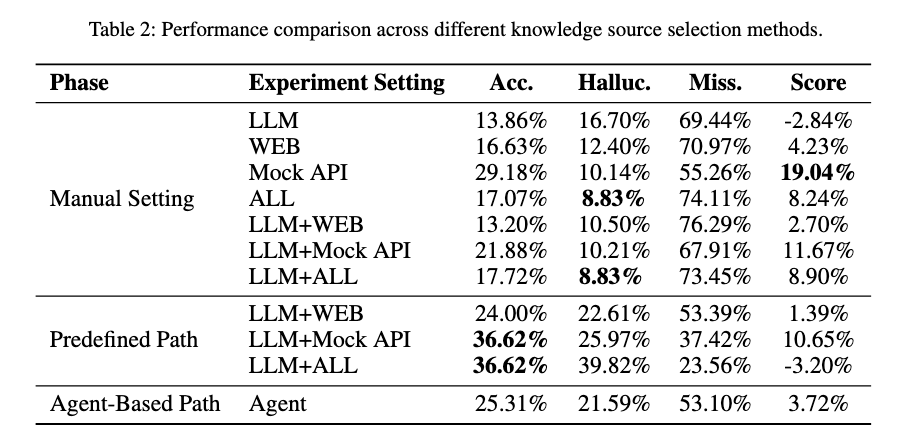 Table 2: Performance comparison across different knowledge source selection methods.
Phase Experiment Setting Acc. Halluc. Miss. Score
LLM 13.86% 16.70% 69.44% -2.84%
WEB 16.63% 12.40% 70.97% 4.23%
Mock API 29.18% 10.14% 55.26% 19.04%
Manual Setting ALL 17.07% 8.83% 74.11% 8.24%
LLM+WEB 13.20% 10.50% 76.29% 2.70%
LLM+Mock API 21.88% 10.21% 67.91% 11.67%
LLM+ALL 17.72% 8.83% 73.45% 8.90%
LLM+WEB 24.00% 22.61% 53.39% 1.39%
Predefined Path LLM+Mock API 36.62% 25.97% 37.42% 10.65%
LLM+ALL 36.62% 39.82% 23.56% -3.20%
Agent-Based Path Agent 25.31% 21.59% 53.10% 3.72%